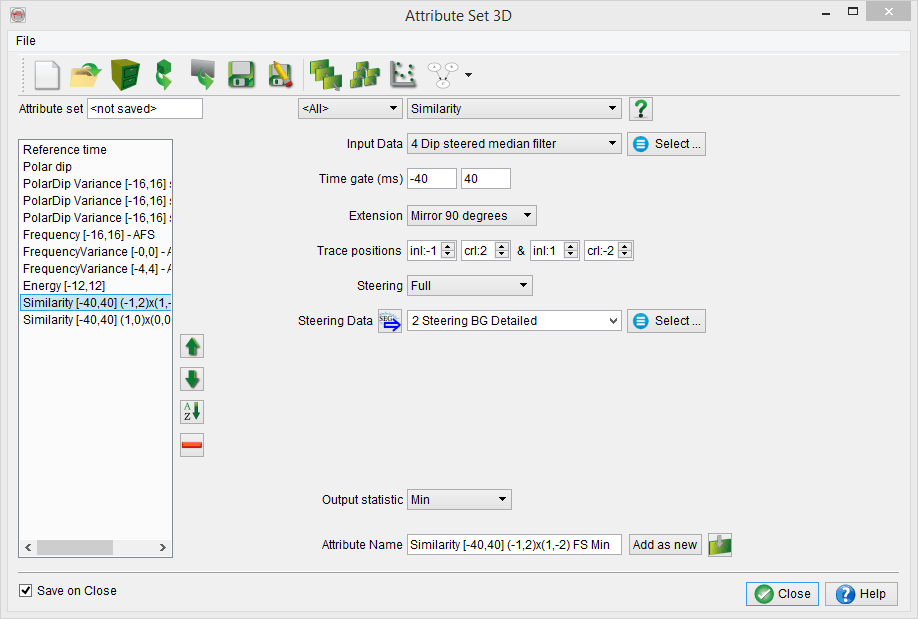 Attribute Set 3D
File
Attribute set <not saved> <All> Similarity ?
Input Data 4 Dip steered median filter Select ...
Time gate (ms) -40 40
Extension Mirror 90 degrees
Trace positions inl:-1 crl:2 & inl:1 crl:-2
Steering Full
Steering Data SEG 2 Steering BG Detailed Select ...
Reference time
Polar dip
PolarDip Variance [-16,16] s
PolarDip Variance [-16,16] s
PolarDip Variance [-16,16] s
Frequency [-16,16] - AFS
FrequencyVariance [-0,0] - A
FrequencyVariance [-4,4] - A
Energy [-12,12]
Similarity [-40,40] (-1,2)x(1,-
Similarity [-40,40] (1,0)x(0,0
A
Z
Output statistic Min
Attribute Name Similarity [-40,40] (-1,2)x(1,-2) FS Min Add as new
Save on Close
Close ? Help